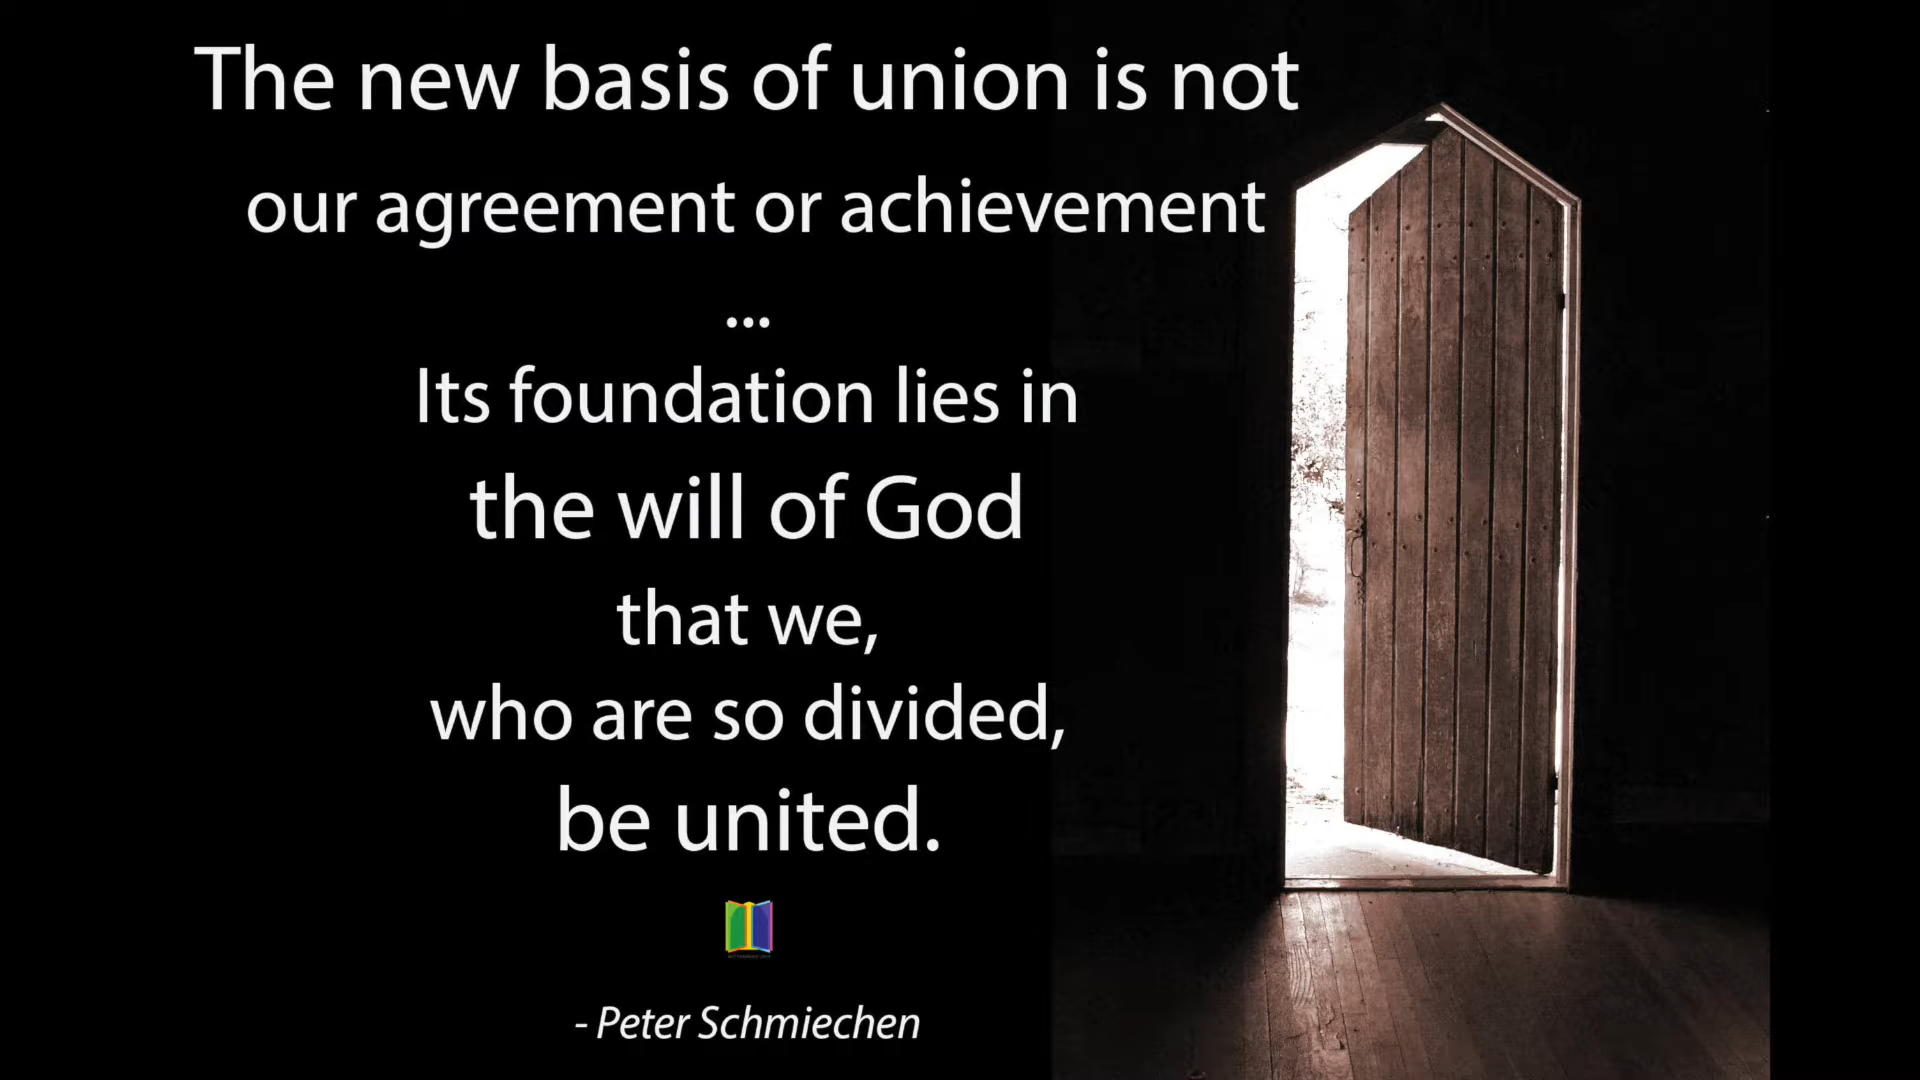 The new basis of union is not
our agreement or achievement
...
Its foundation lies in
the will of God
that we,
who are so divided,
be united.
- Peter Schmiechen